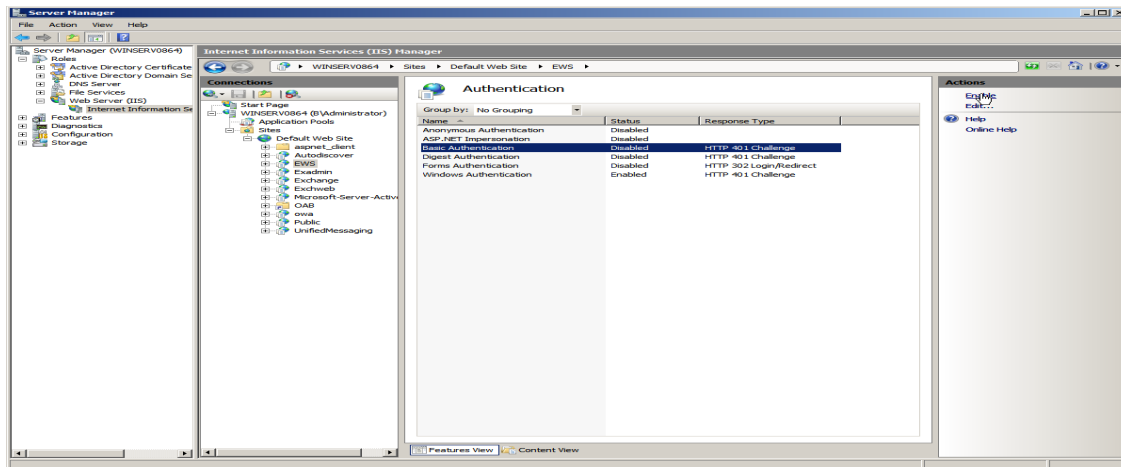 Server Manager
File Action View Help
Server Manager (WINSERV0864)
Roles
Active Directory Certificate
Active Directory Domain Se
DNS Server
File Services
Web Server (IIS)
Internet Information Se
Features
Diagnostics
Configuration
Storage
Internet Information Services (IIS) Manager
WINSERV0864 Sites Default Web Site EWS
Connections
Start Page
WINSERV0864 (B\Administrator)
Application Pools
Sites
Default Web Site
aspnet_client
Autodiscover
EWS
Exadmin
Exchange
Exchweb
Microsoft-Server-Active
OAB
owa
Public
UnifiedMessaging
Authentication
Group by: No Grouping
Name Status Response Type
Anonymous Authentication Disabled
ASP.NET Impersonation Disabled
Basic Authentication Disabled HTTP 401 Challenge
Digest Authentication Disabled HTTP 401 Challenge
Forms Authentication Disabled HTTP 302 Login/Redirect
Windows Authentication Enabled HTTP 401 Challenge
Features View Content View
Actions
Enable
Edit...
Help
Online Help